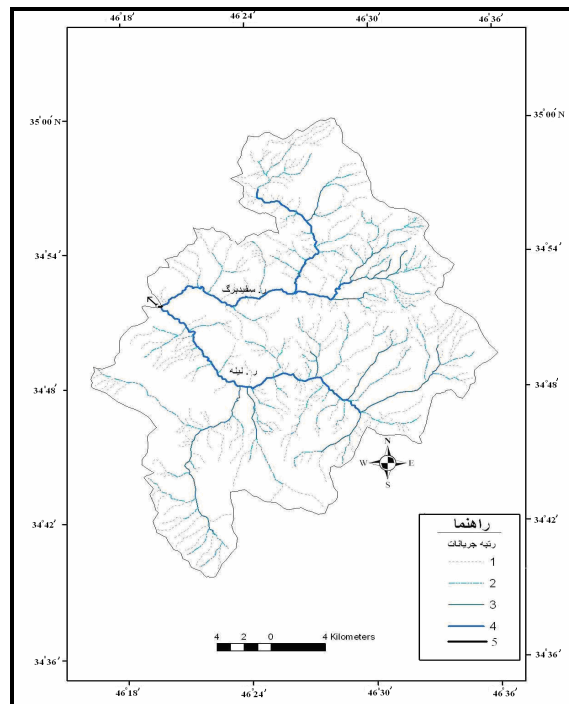 46°18′ 46°24′ 46°30′ 46°36′
35°00′N 35°00′N
34°54′ 34°54′
ر. سفیدبرگ
ر. لیله
34°48′ 34°48′
N
W E
S
34°42′ 34°42′
راهنما
رتبه جریانات
1
2
3
4
5
4 2 0 4 Kilometers
34°36′ 34°36′
46°18′ 46°24′ 46°30′ 46°36′